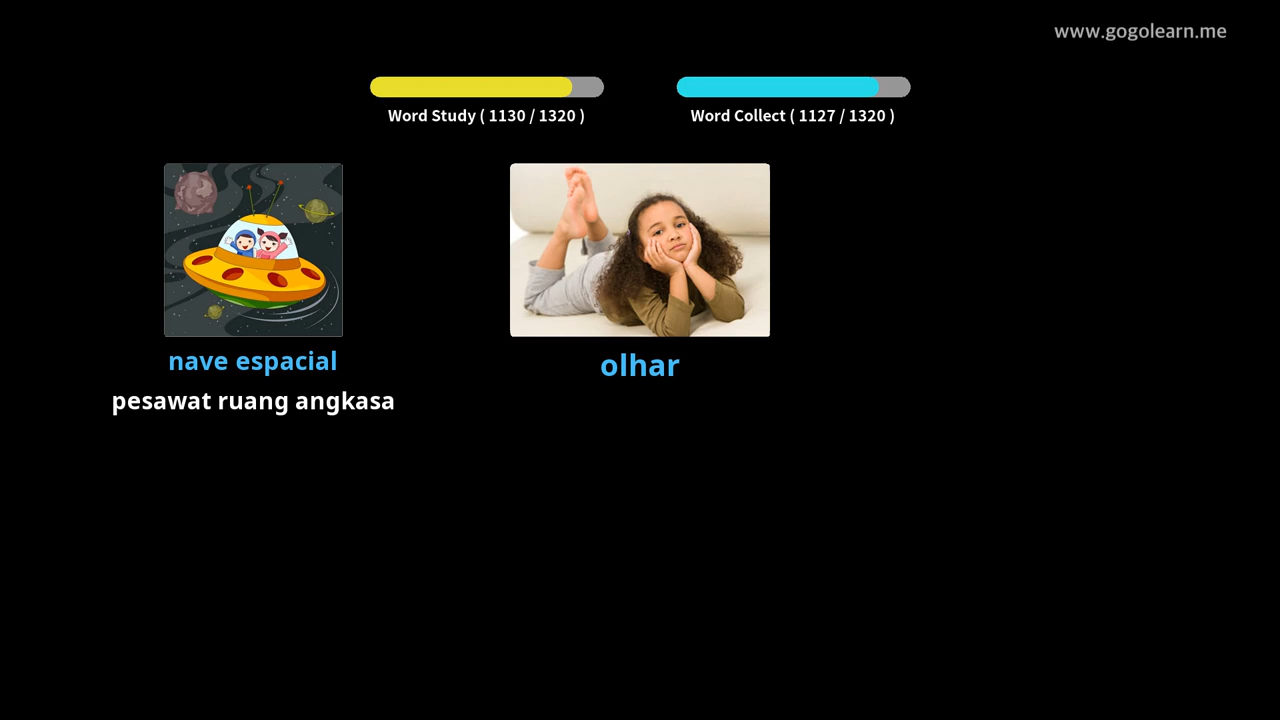 www.gogolearn.me
Word Study ( 1130 / 1320 )
Word Collect ( 1127 / 1320 )
nave espacial
pesawat ruang angkasa
olhar